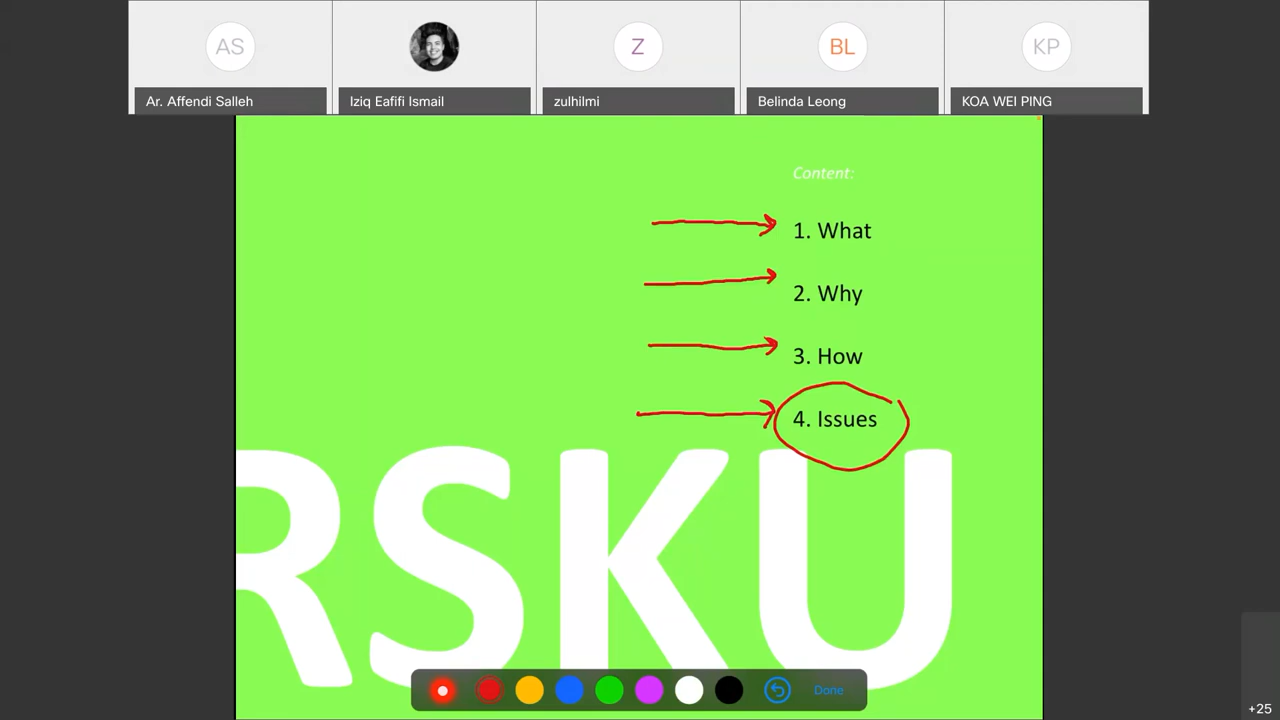 AS
Z
BL
KP
Ar. Affendi Salleh
Iziq Eafifi Ismail
zulhilmi
Belinda Leong
KOA WEI PING
Content:
1. What
2. Why
3. How
4. Issues
RSKU
Done
+25